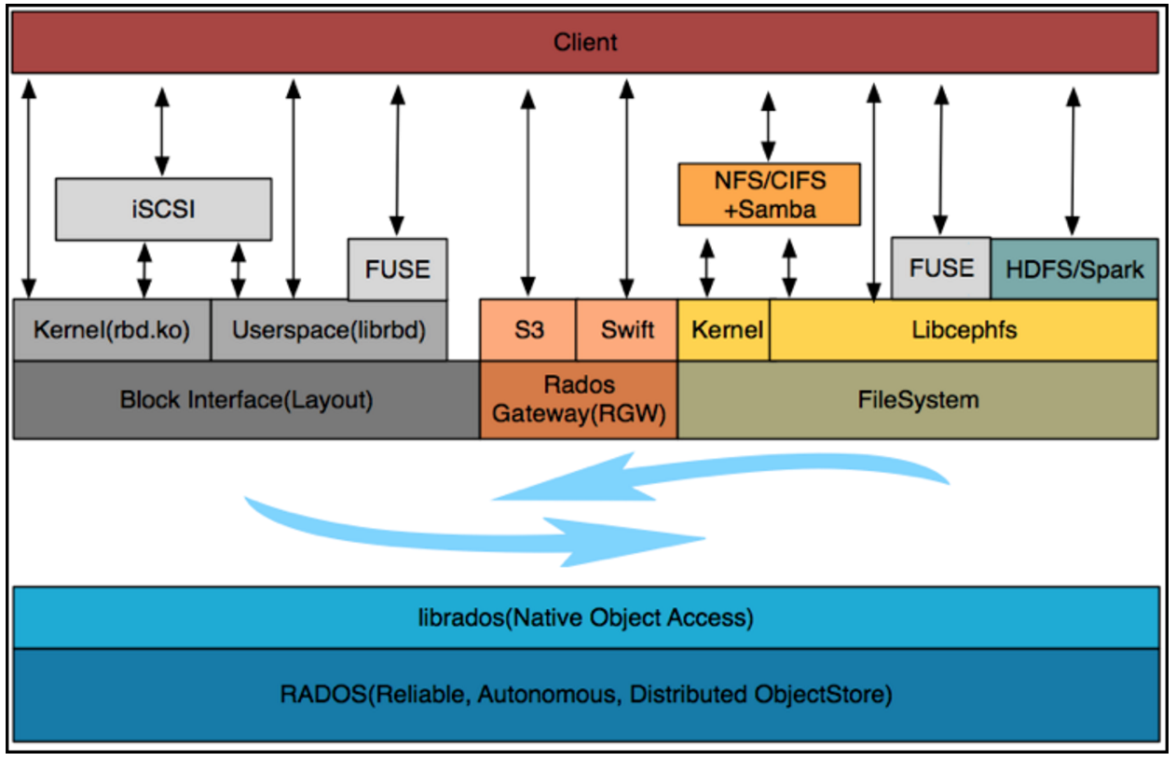 Client
iSCSI
NFS/CIFS
+Samba
FUSE
FUSE
HDFS/Spark
Kernel(rbd.ko)
Userspace(librbd)
S3
Swift
Kernel
Libcephfs
Block Interface(Layout)
Rados
Gateway(RGW)
FileSystem
librados(Native Object Access)
RADOS(Reliable, Autonomous, Distributed ObjectStore)